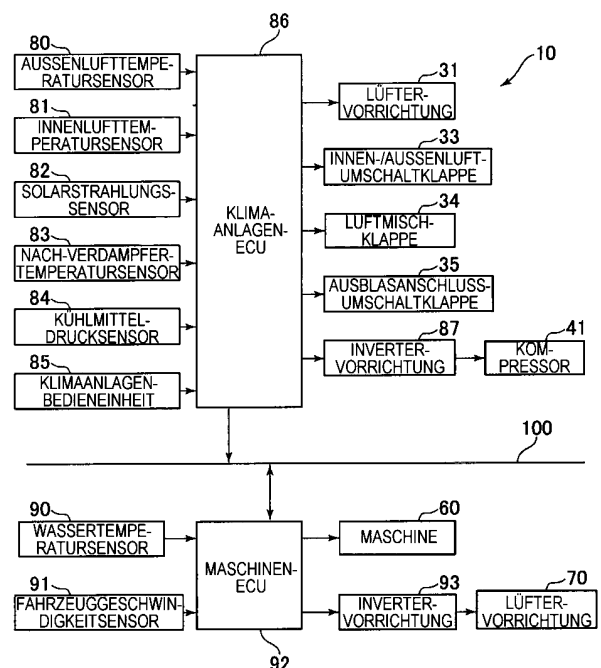 86
10
80
AUSSENLUFTTEMPE-
RATURSENSOR
81
INNENLUFTTEM-
PERATURSENSOR
82
SOLARSTRAHLUNGS-
SENSOR
83
NACH-VERDAMPFER-
TEMPERATURSENSOR
84
KÜHLMITTEL-
DRUCKSENSOR
85
KLIMAANLAGEN-
BEDIENEINHEIT
KLIMA-
ANLAGEN-
ECU
31
LÜFTER-
VORRICHTUNG
33
INNEN-/AUSSENLUFT-
UMSCHALTKLAPPE
34
LUFTMISCH-
KLAPPE
35
AUSBLASANSCHLUSS-
UMSCHALTKLAPPE
87
INVERTER-
VORRICHTUNG
41
KOM-
PRESSOR
100
90
WASSERTEMPE-
RATURSENSOR
91
FAHRZEUGGESCHWIN-
DIGKEITSENSOR
MASCHINEN-
ECU
92
60
MASCHINE
93
INVERTER-
VORRICHTUNG
70
LÜFTER-
VORRICHTUNG